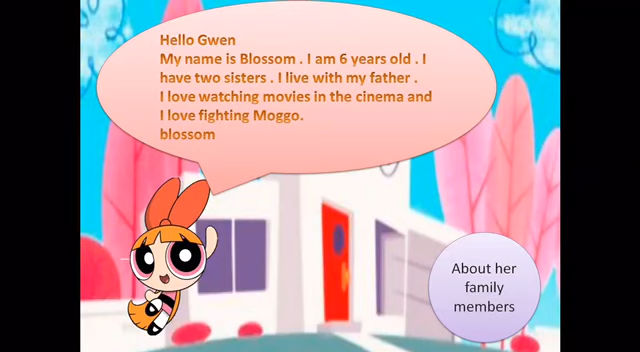 Hello Gwen
My name is Blossom . I am 6 years old . I
have two sisters . I live with my father .
I love watching movies in the cinema and
I love fighting Moggo.
blossom
About her
family
members